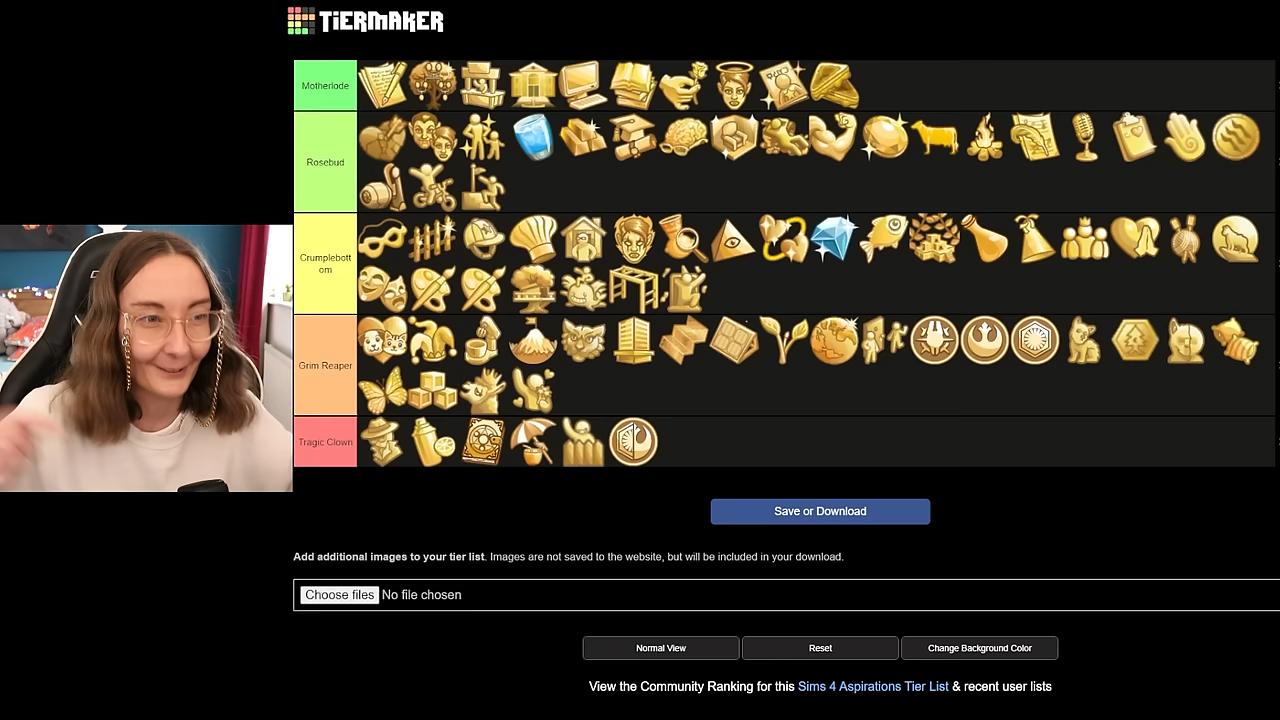 TiERMAKER
Motherlode
Rosebud
Crumplebott
om
Grim Reaper
Tragic Clown
Save or Download
Add additional images to your tier list. Images are not saved to the website, but will be included in your download.
Choose files No file chosen
Normal View
Reset
Change Background Color
View the Community Ranking for this Sims 4 Aspirations Tier List & recent user lists